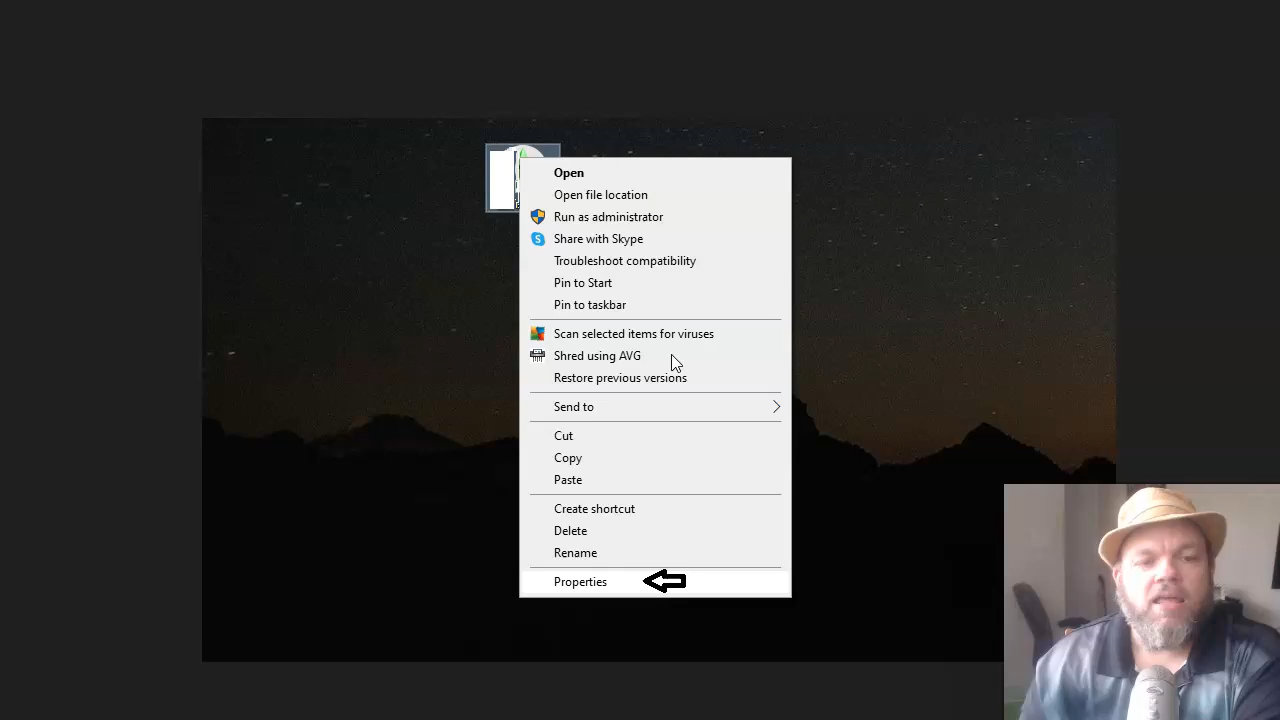 Open
Open file location
Run as administrator
Share with Skype
Troubleshoot compatibility
Pin to Start
Pin to taskbar
Scan selected items for viruses
Shred using AVG
Restore previous versions
Send to
Cut
Copy
Paste
Create shortcut
Delete
Rename
Properties